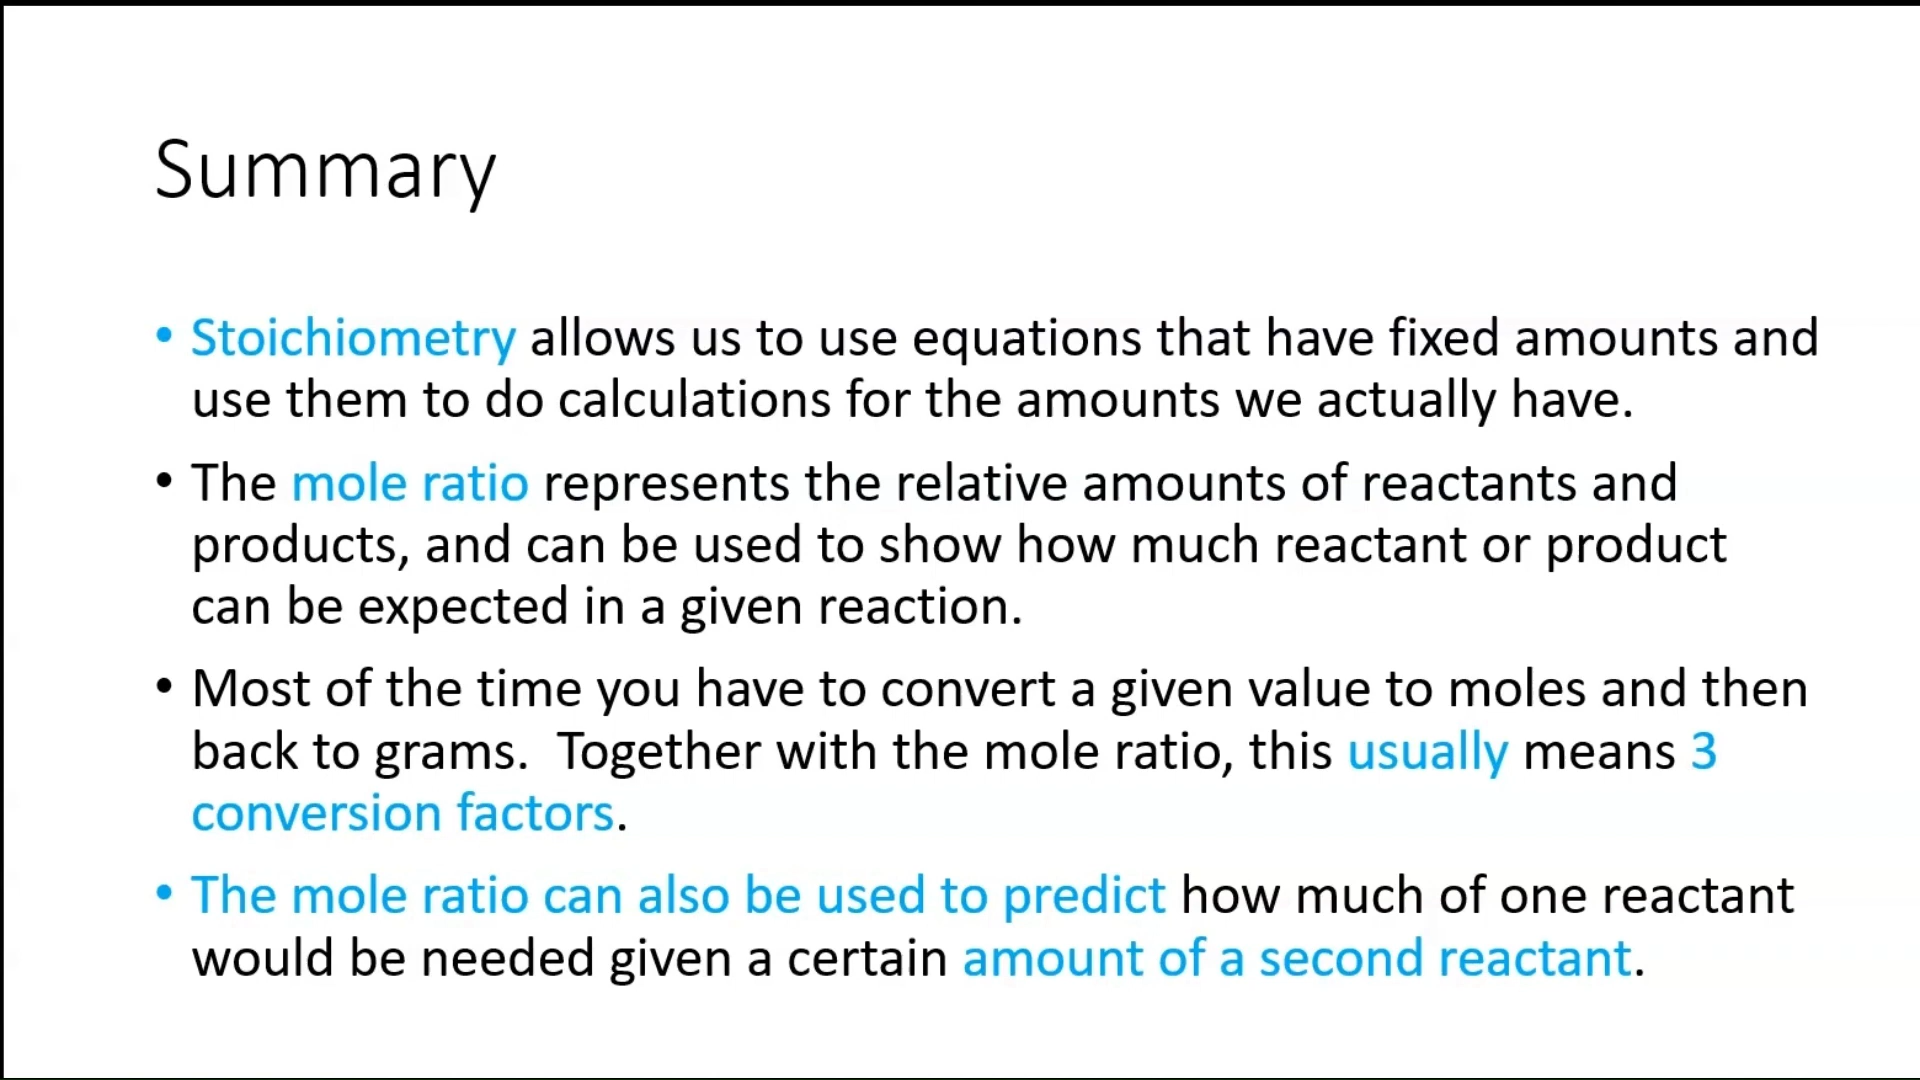 Summary
• Stoichiometry allows us to use equations that have fixed amounts and
use them to do calculations for the amounts we actually have.
• The mole ratio represents the relative amounts of reactants and
products, and can be used to show how much reactant or product
can be expected in a given reaction.
• Most of the time you have to convert a given value to moles and then
back to grams.  Together with the mole ratio, this usually means 3
conversion factors.
• The mole ratio can also be used to predict how much of one reactant
would be needed given a certain amount of a second reactant.